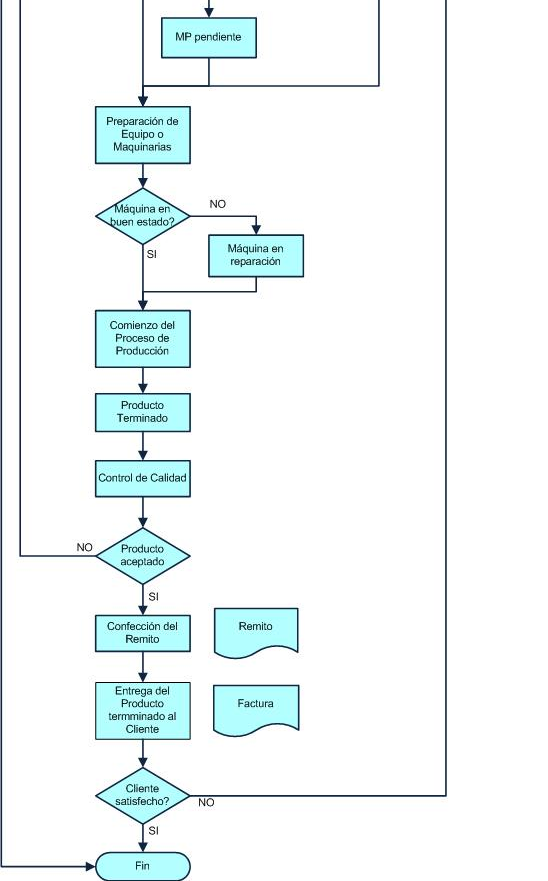 MP pendiente
Preparación de
Equipo o
Maquinarias
Máquina en
buen estado?
NO
SI
Máquina en
reparación
Comienzo del
Proceso de
Producción
Producto
Terminado
Control de Calidad
Producto
aceptado
NO
SI
Confección del
Remito
Remito
Entrega del
Producto
termminado al
Cliente
Factura
Cliente
satisfecho?
NO
SI
Fin